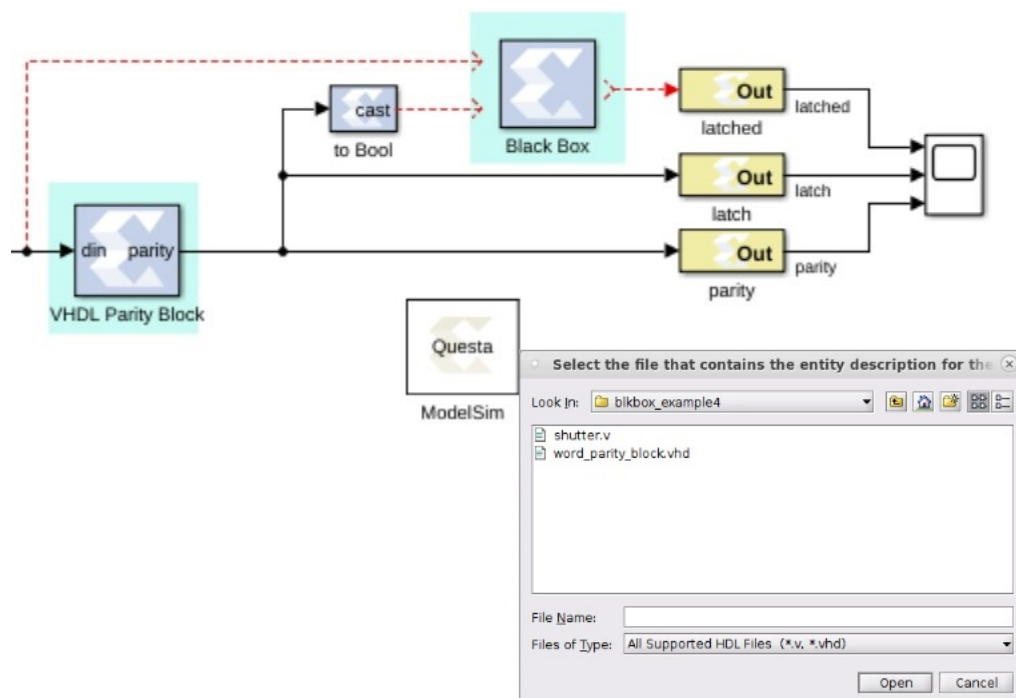 Out
latched
latched
cast
to Bool
Black Box
Out
latch
latch
din parity
Out
parity
parity
VHDL Parity Block
Questa
ModelSim
Select the file that contains the entity description for the
Look In: blkbox_example4
shutter.v
word_parity_block.vhd
File Name:
Files of Type: All Supported HDL Files (*.v, *.vhd)
Open Cancel